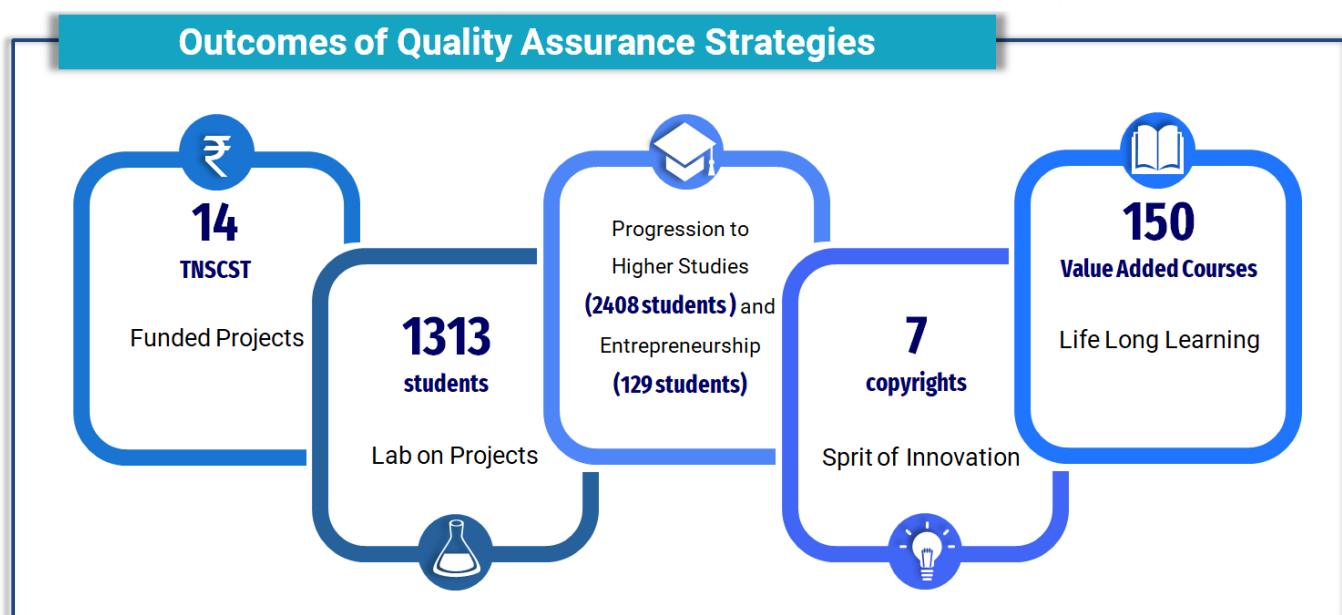 Outcomes of Quality Assurance Strategies
₹
14
TNSCST
Funded Projects
1313
students
Lab on Projects
Progression to
Higher Studies
(2408 students ) and
Entrepreneurship
(129 students)
7
copyrights
Sprit of Innovation
150
Value Added Courses
Life Long Learning